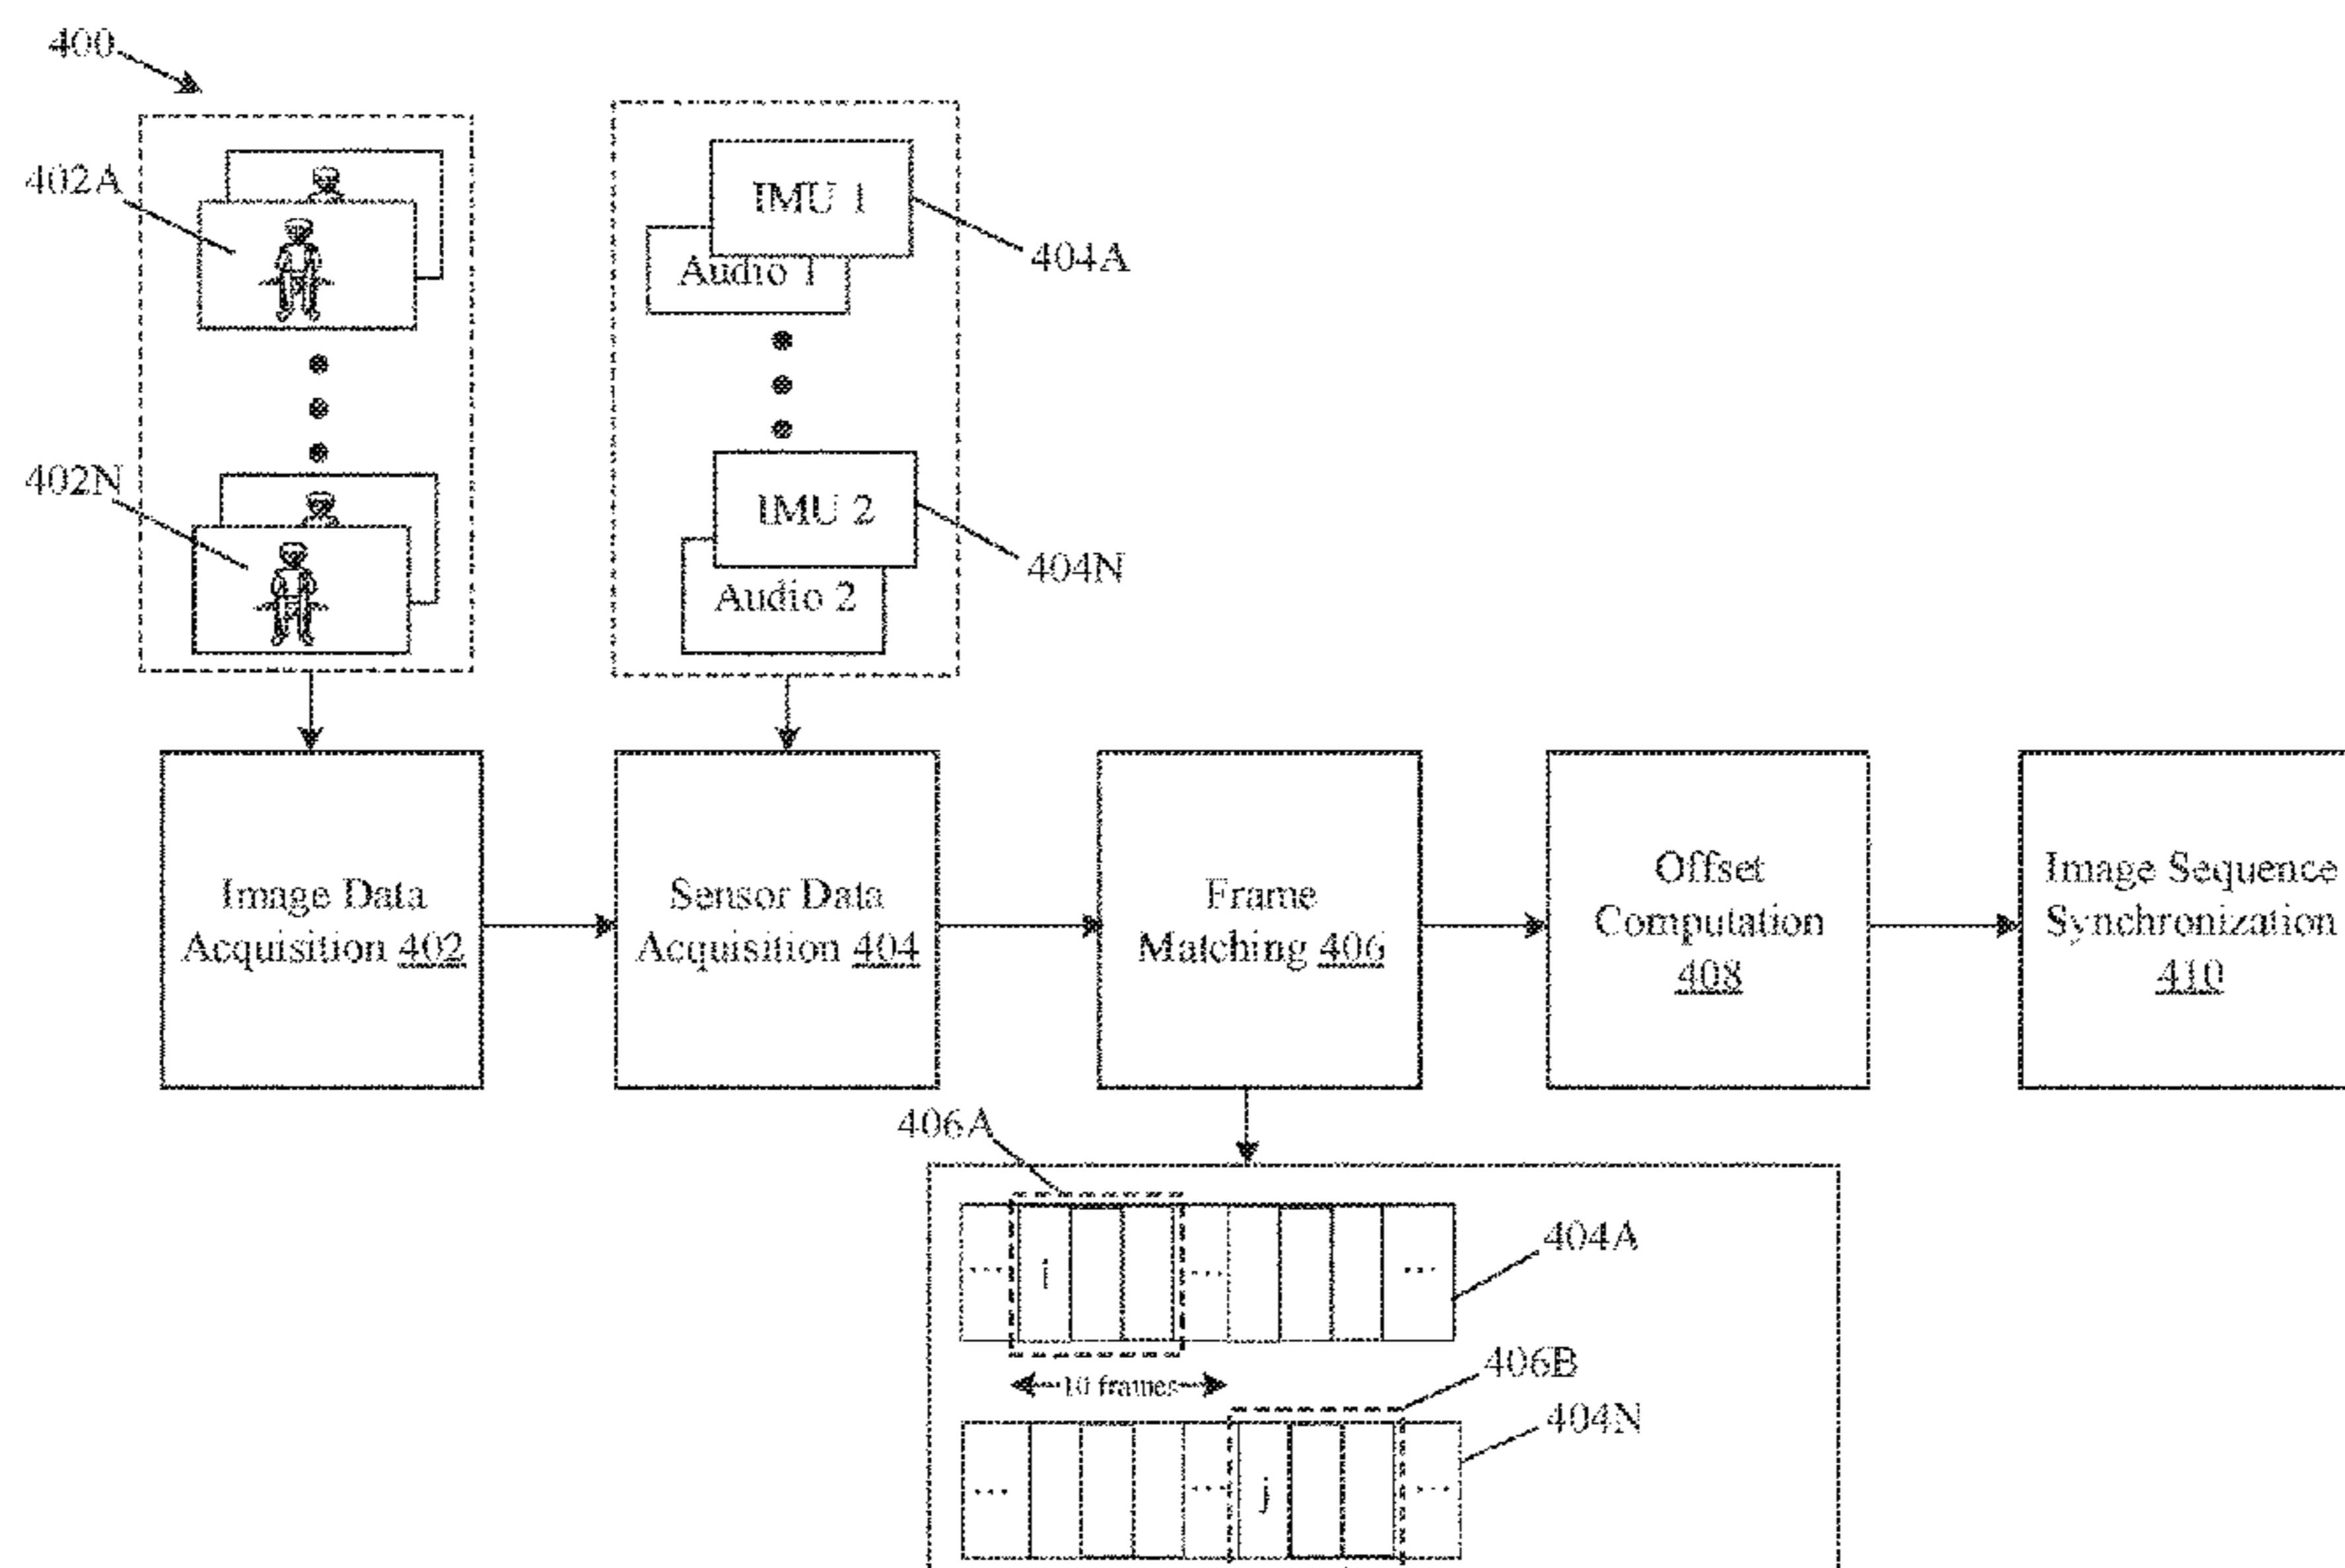 400
402A
IMU 1
404A
Audio 1
402N
IMU 2
404N
Audio 2
Image Data
Acquisition 402
Sensor Data
Acquisition 404
Frame
Matching 406
Offset
Computation
408
Image Sequence
Synchronization
410
406A
... i ... ...
404A
10 frames
406B
404N
... ... j ...